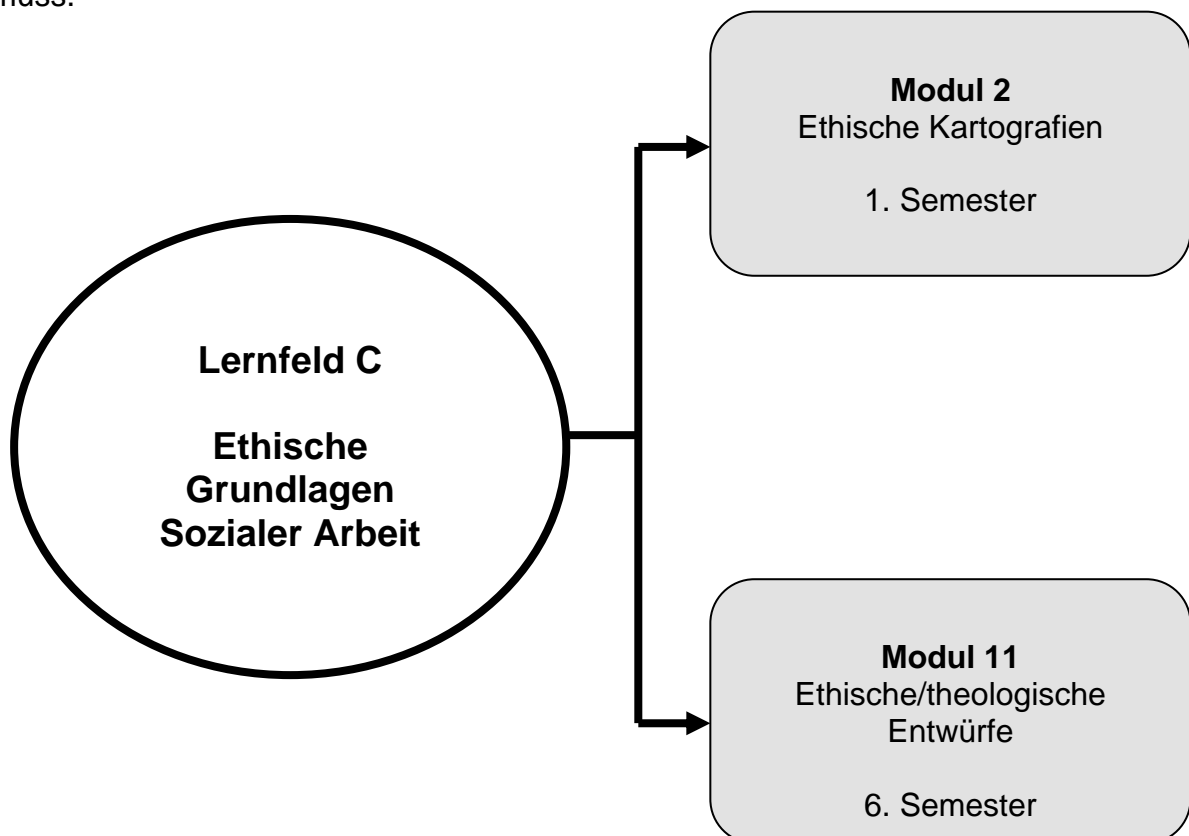 Modul 2
Ethische Kartografien
1. Semester
Lernfeld C
Ethische
Grundlagen
Sozialer Arbeit
Modul 11
Ethische/theologische
Entwürfe
6. Semester